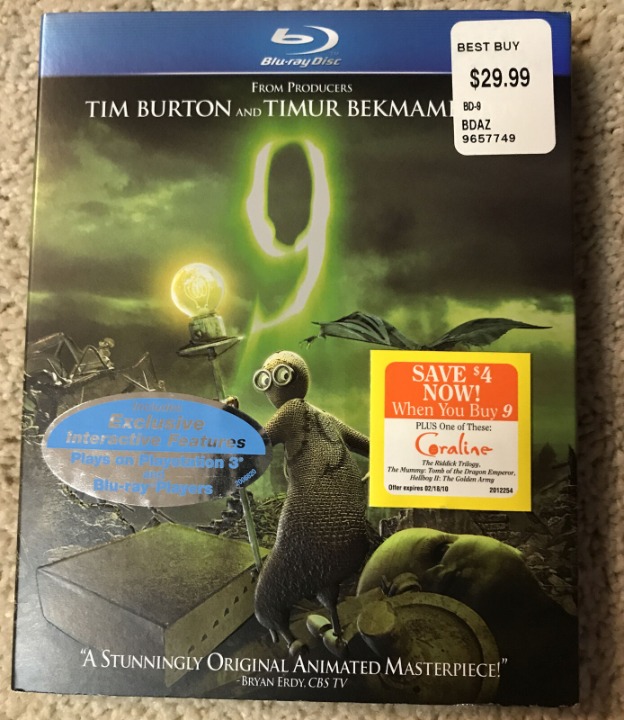 Blu-ray Disc
BEST BUY
$29.99
BD-9
BDAZ
9657749
FROM PRODUCERS
TIM BURTON AND TIMUR BEKMAM
9
SAVE $4
NOW!
When You Buy 9
PLUS One of These:
Coraline
The Riddick Trilogy,
The Mummy: Tomb of the Dragon Emperor,
Hellboy II: The Golden Army
Offer expires 02/16/10 2012254
Includes
Exclusive
Interactive Features
Plays on Playstation 3®
and
Blu-ray Players
"A STUNNINGLY ORIGINAL ANIMATED MASTERPIECE!"
-BRYAN ERDY, CBS TV